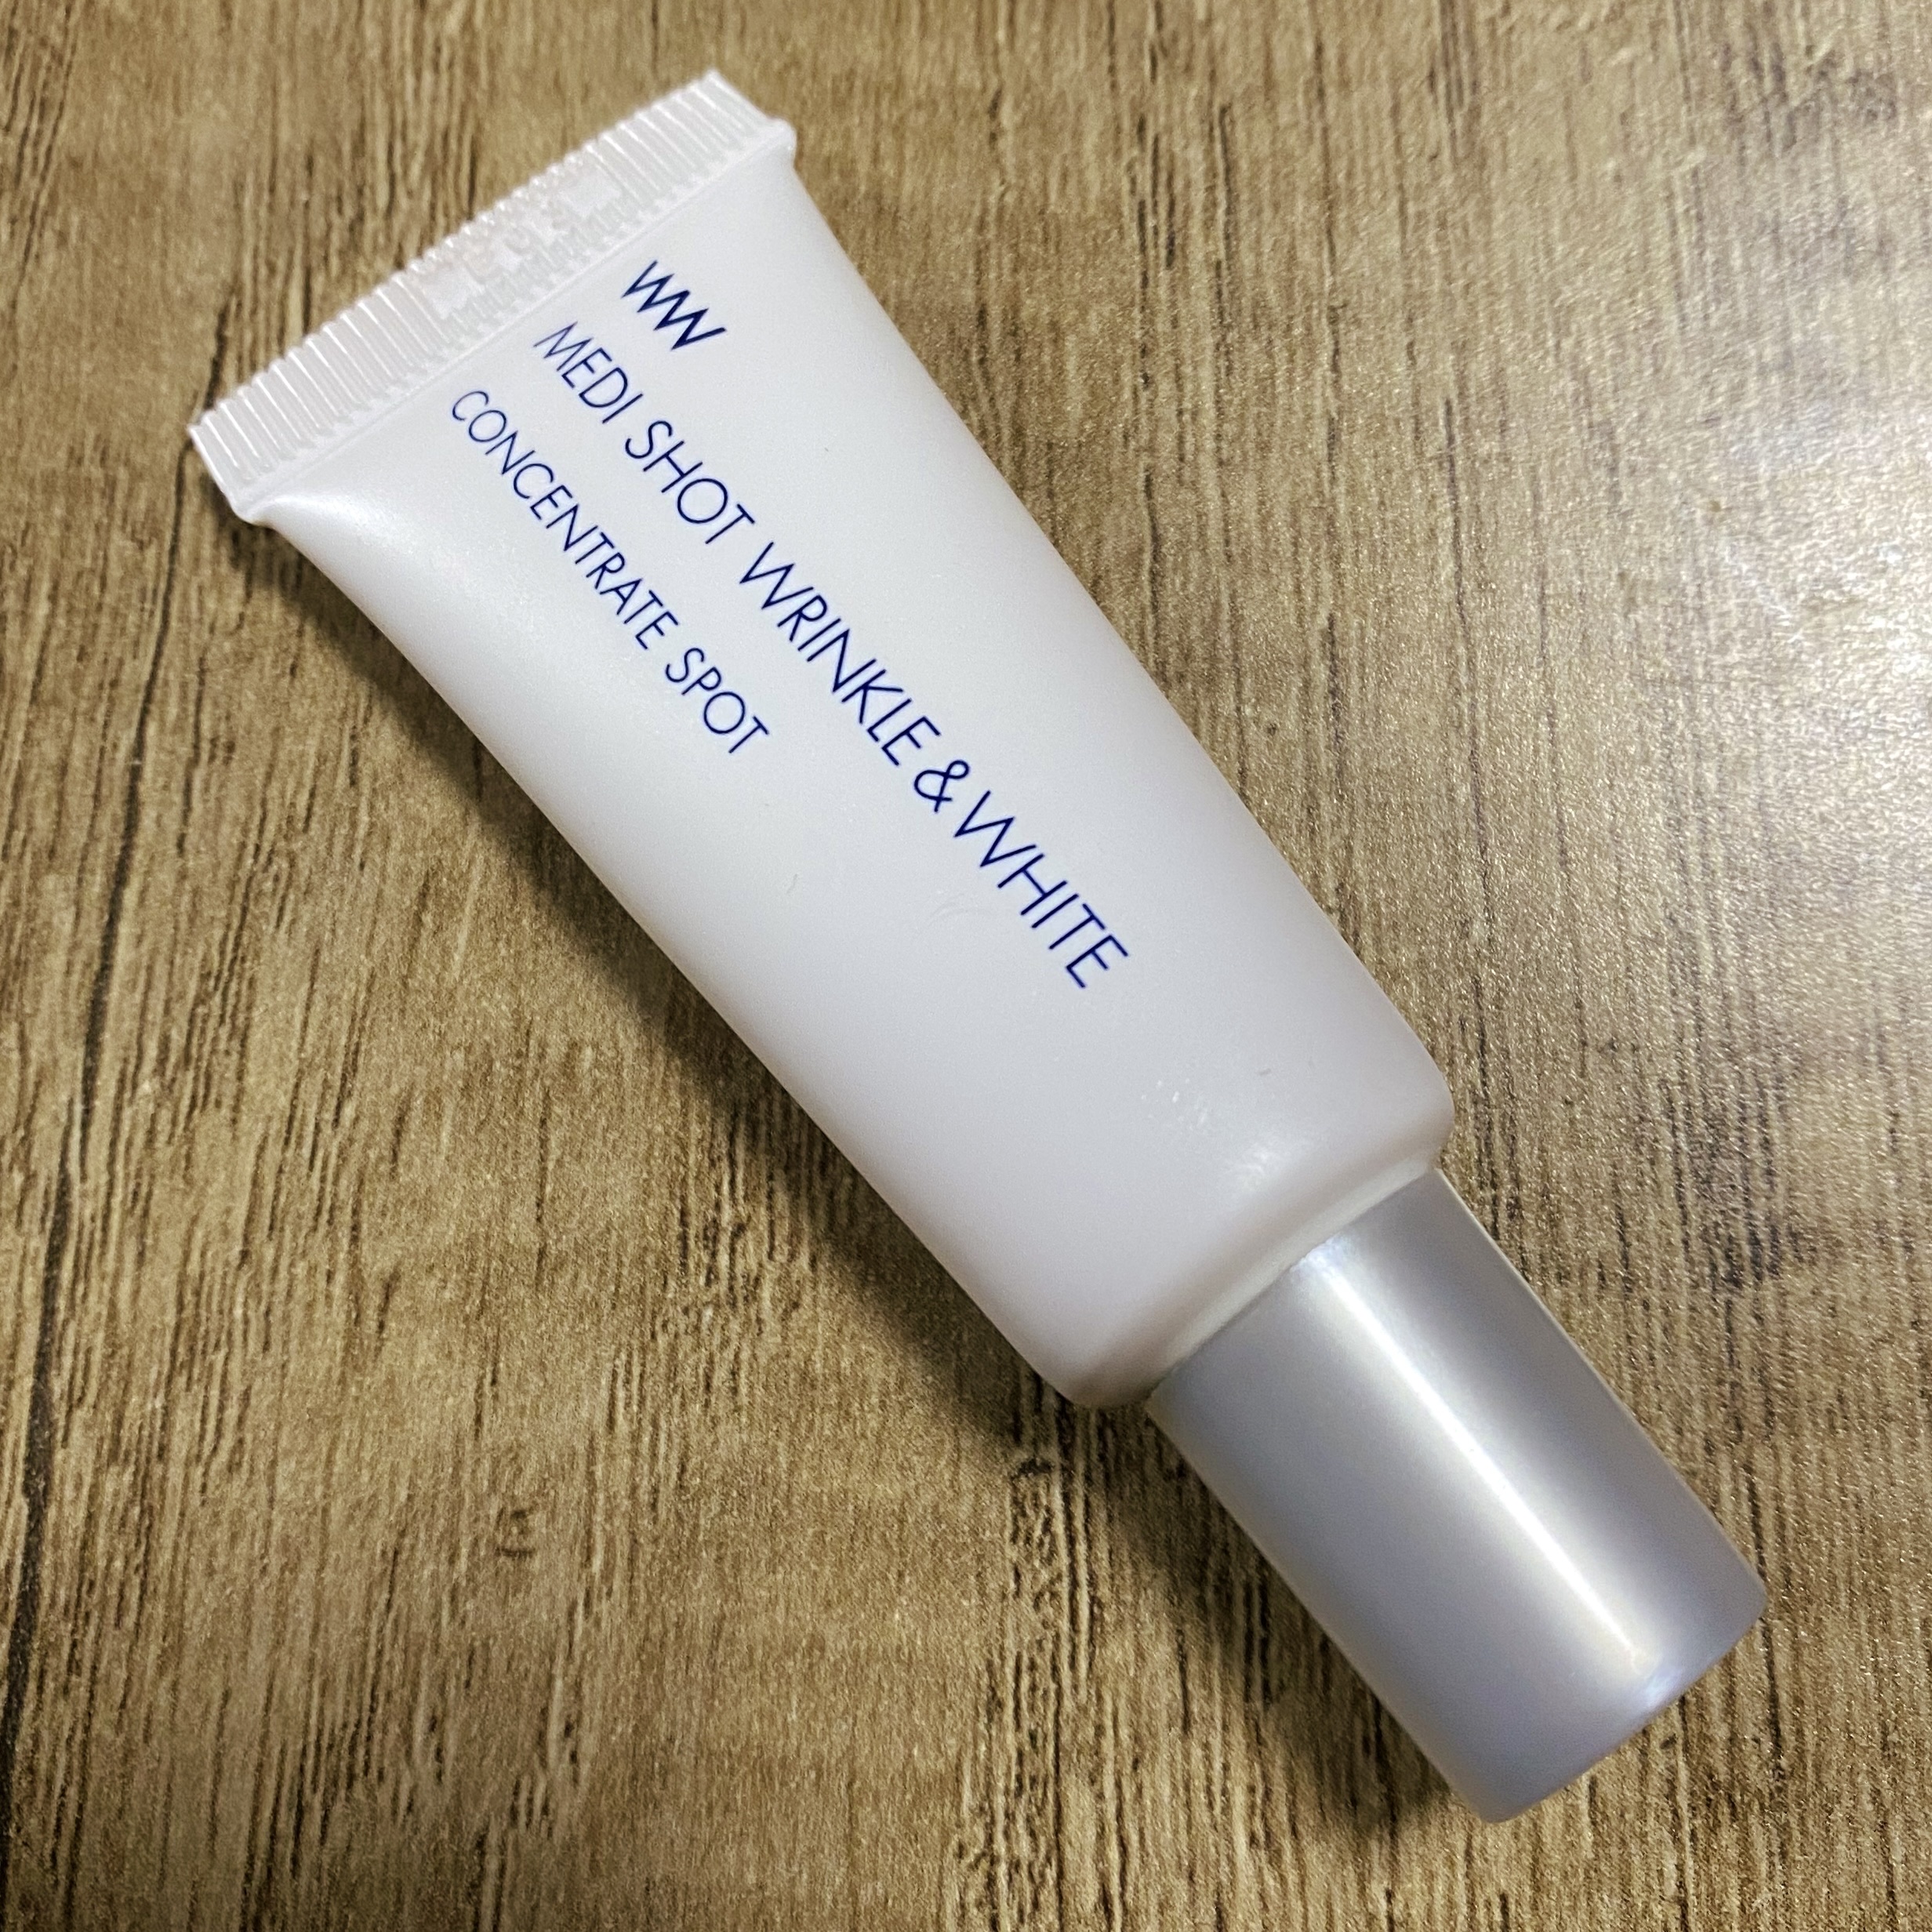 WW
MEDI SHOT WRINKLE & WHITE
CONCENTRATE SPOT